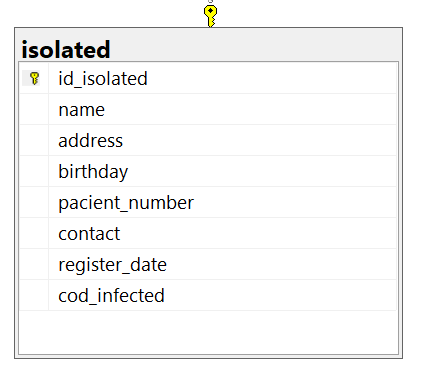 isolated
id_isolated
name
address
birthday
pacient_number
contact
register_date
cod_infected